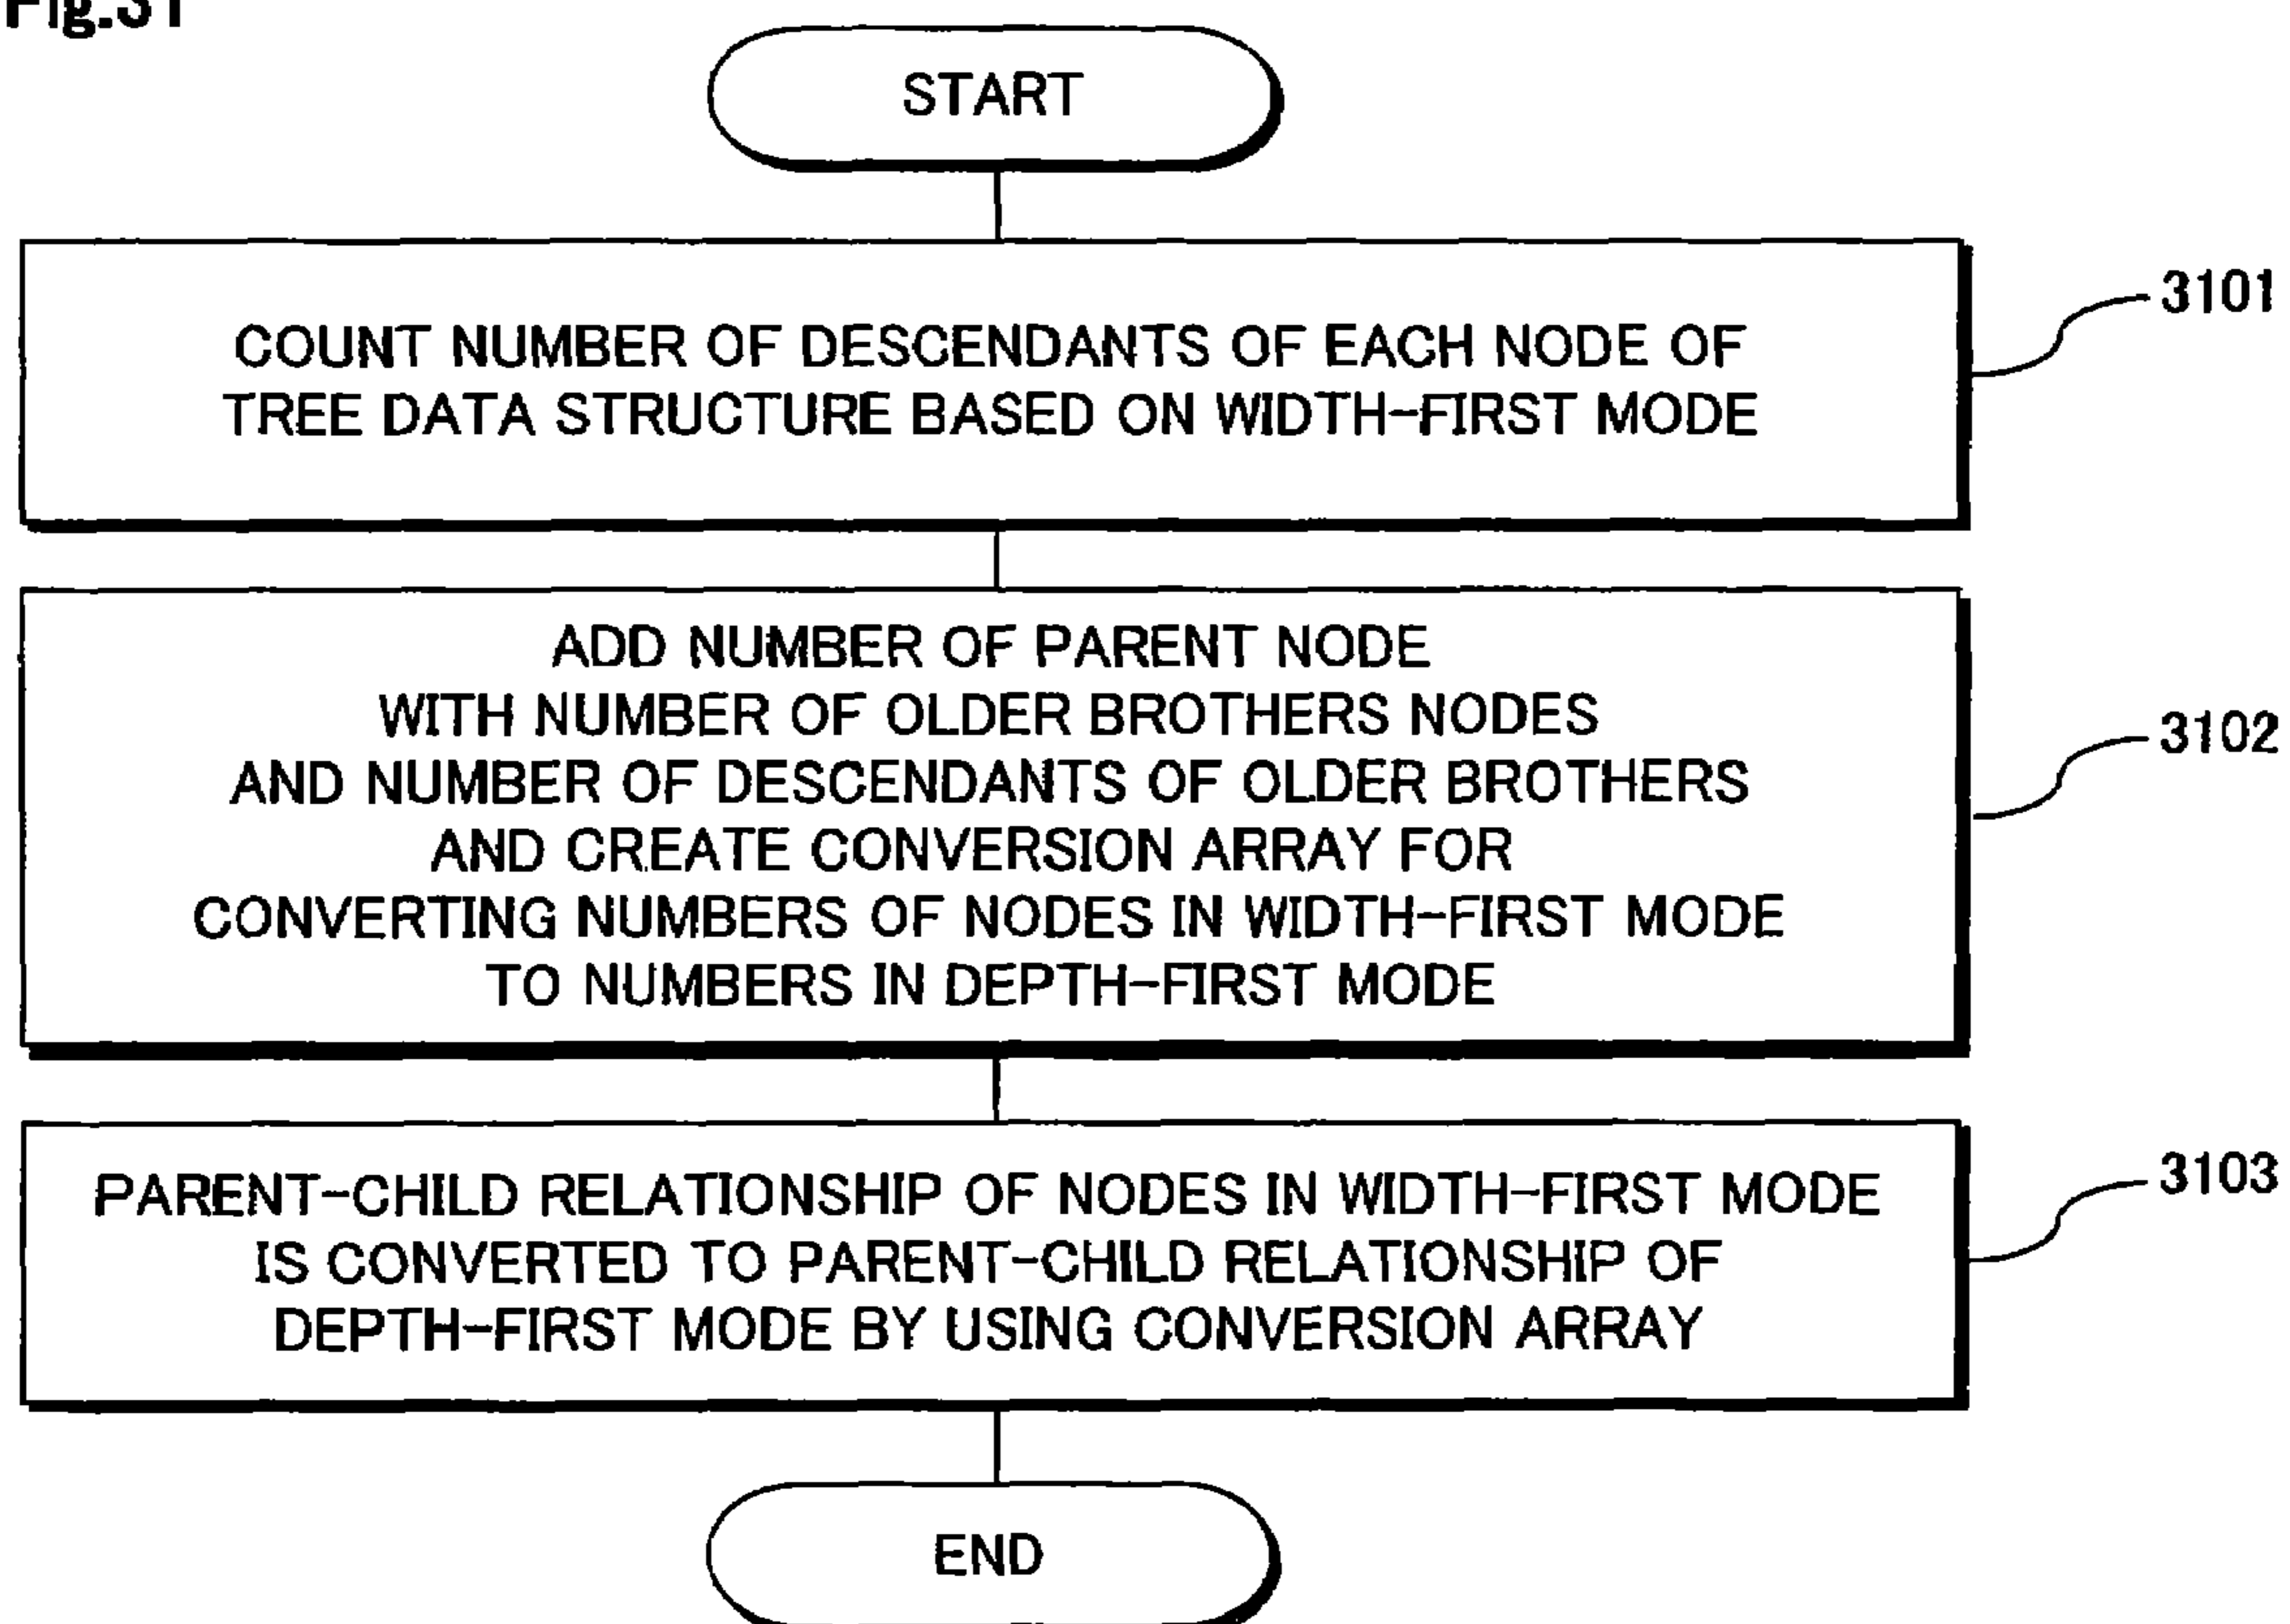 Fig.31
START
COUNT NUMBER OF DESCENDANTS OF EACH NODE OF
TREE DATA STRUCTURE BASED ON WIDTH-FIRST MODE
3101
ADD NUMBER OF PARENT NODE
WITH NUMBER OF OLDER BROTHERS NODES
AND NUMBER OF DESCENDANTS OF OLDER BROTHERS
AND CREATE CONVERSION ARRAY FOR
CONVERTING NUMBERS OF NODES IN WIDTH-FIRST MODE
TO NUMBERS IN DEPTH-FIRST MODE
3102
PARENT-CHILD RELATIONSHIP OF NODES IN WIDTH-FIRST MODE
IS CONVERTED TO PARENT-CHILD RELATIONSHIP OF
DEPTH-FIRST MODE BY USING CONVERSION ARRAY
3103
END